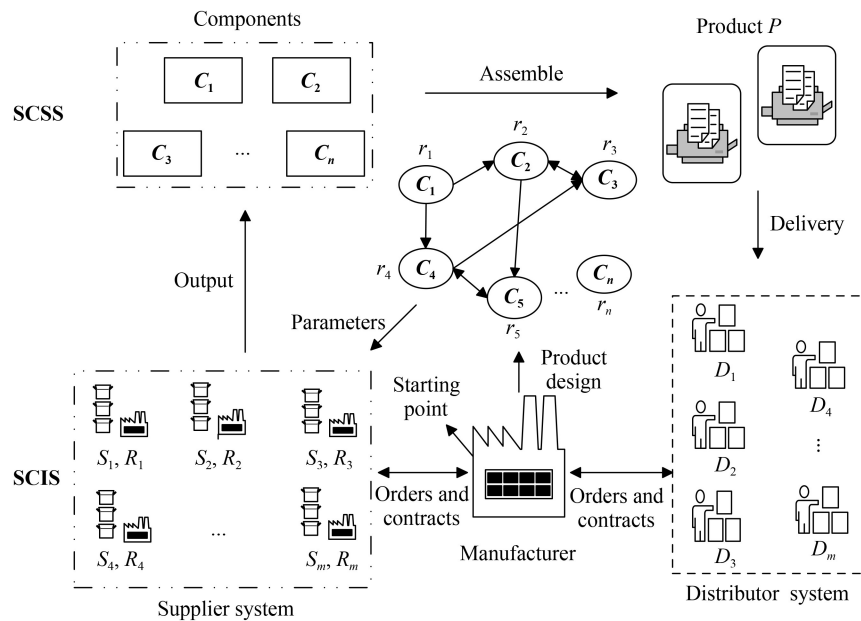 Components
Product P
SCSS
C1
C2
C3
...
Cn
Assemble
r1
r2
r3
C1
C2
C3
r4
C4
C5
...
Cn
r5
rn
Output
Parameters
Delivery
Starting
point
Product
design
SCIS
S1, R1
S2, R2
S3, R3
S4, R4
...
Sm, Rm
Supplier system
Orders and
contracts
Manufacturer
Orders and
contracts
D1
D4
D2
⋮
D3
Dm
Distributor system